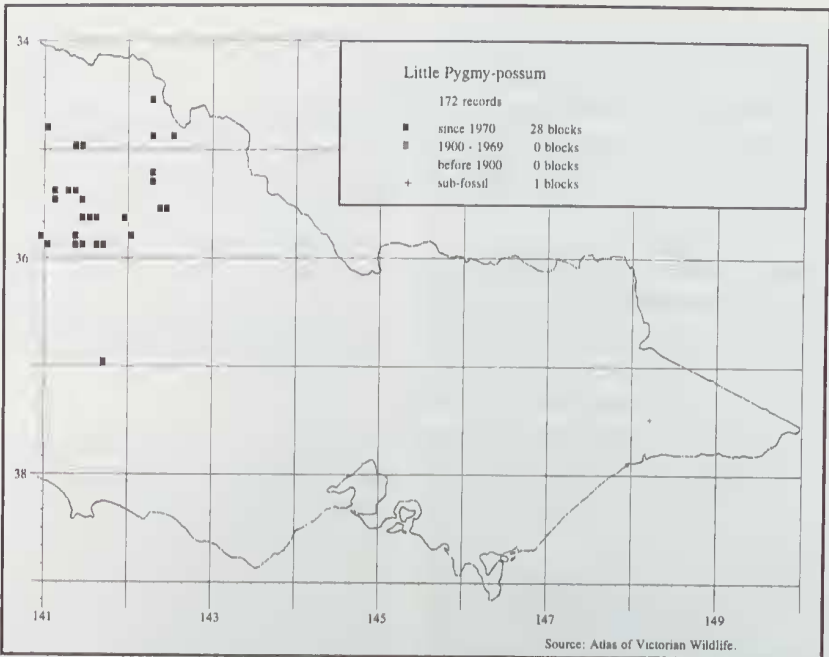 Little Pygmy-possum
172 records
since 1970 28 blocks
1900 - 1969 0 blocks
before 1900 0 blocks
+ sub-fossil 1 blocks
34
36
38
141 143 145 147 149
Source: Atlas of Victorian Wildlife.